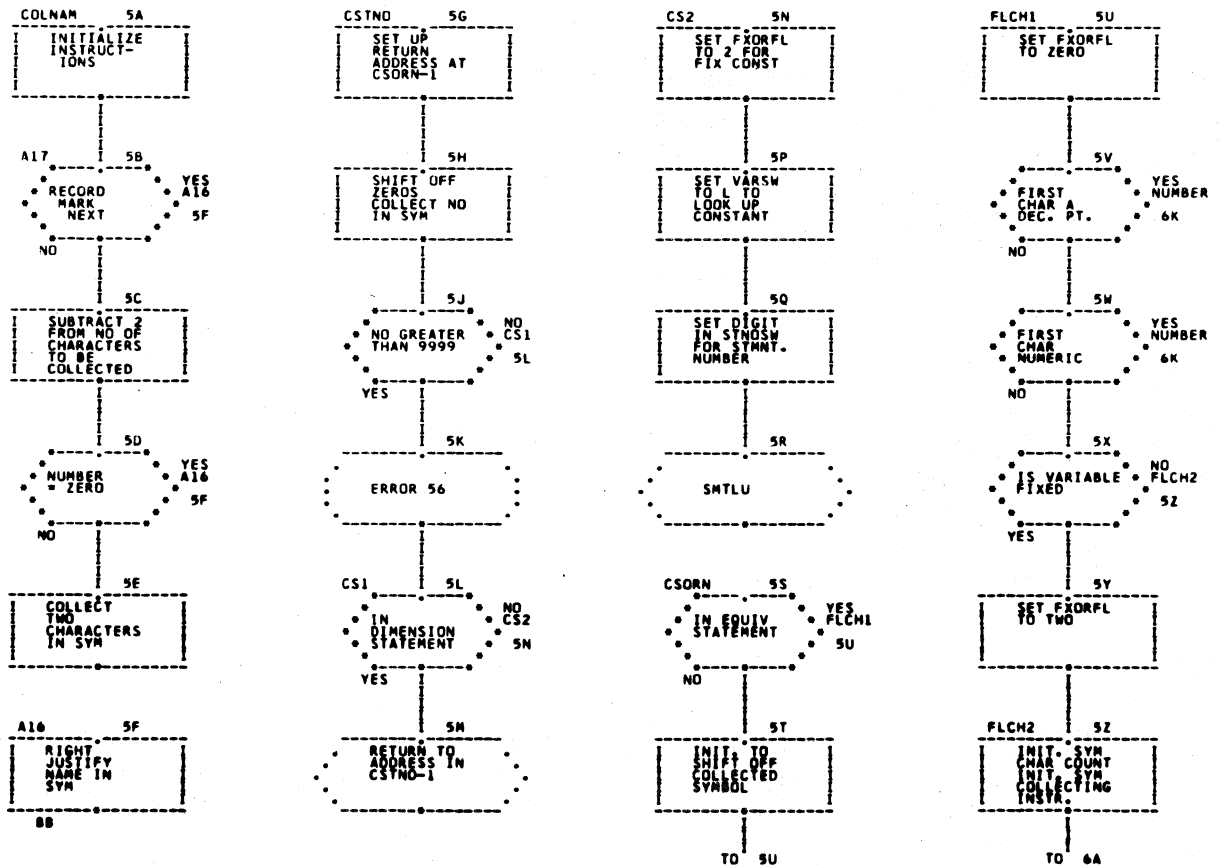 COLNAM 5A
INITIALIZE
INSTRUCT-
IONS
A17 5B
RECORD
MARK
NEXT
YES
A16
5F
NO
5C
SUBTRACT 2
FROM NO OF
CHARACTERS
TO BE
COLLECTED
5D
NUMBER
= ZERO
YES
A16
5F
NO
5E
COLLECT
TWO
CHARACTERS
IN SYM
A16 5F
RIGHT
JUSTIFY
NAME IN
SYM
BB
CSTNO 5G
SET UP
RETURN
ADDRESS AT
CSORN-1
5H
SHIFT OFF
ZEROS
COLLECT NO
IN SYM
5J
NO GREATER
THAN 9999
NO
CS1
5L
YES
5K
ERROR 56
CS1 5L
IN
DIMENSION
STATEMENT
NO
CS2
5N
YES
5M
RETURN TO
ADDRESS IN
CSTNO-1
CS2 5N
SET FXORFL
TO 2 FOR
FIX CONST
5P
SET VARSW
TO L TO
LOOK UP
CONSTANT
5Q
SET DIGIT
IN STNOSW
FOR STMNT.
NUMBER
5R
SMTLU
CSORN 5S
IN EQUIV
STATEMENT
YES
FLCH1
5U
NO
5T
INIT. TO
SHIFT OFF
COLLECTED
SYMBOL
TO 5U
FLCH1 5U
SET FXORFL
TO ZERO
5V
FIRST
CHAR A
DEC. PT.
YES
NUMBER
6K
NO
5W
FIRST
CHAR
NUMERIC
YES
NUMBER
6K
NO
5X
IS VARIABLE
FIXED
NO
FLCH2
5Z
YES
5Y
SET FXORFL
TO TWO
FLCH2 5Z
INIT. SYM
CHAR COUNT
INIT. SYM
COLLECTING
INSTR.
TO 6A